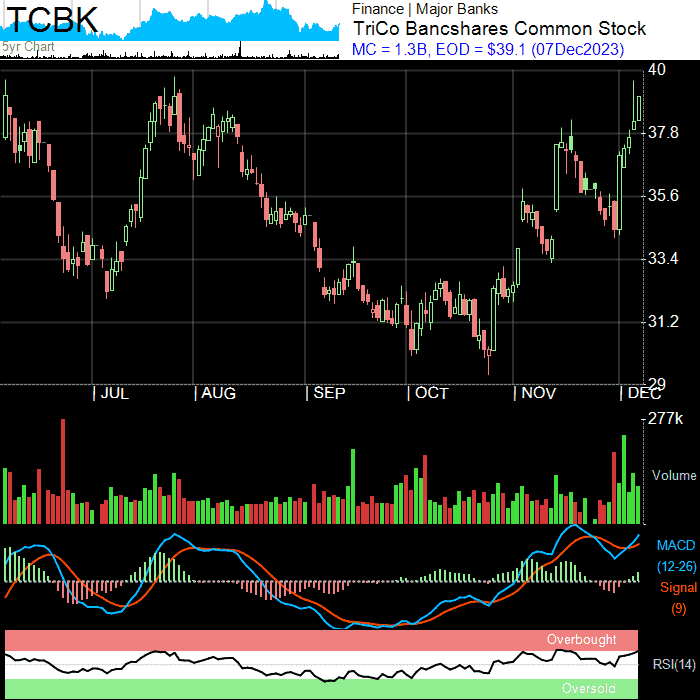 TCBK
5yr Chart
Finance | Major Banks
TriCo Bancshares Common Stock
MC = 1.3B, EOD = $39.1 (07Dec2023)
40
37.8
35.6
33.4
31.2
29
| JUL | AUG | SEP | OCT | NOV | DEC
277k
Volume
MACD
(12-26)
Signal
(9)
Overbought
RSI(14)
Oversold